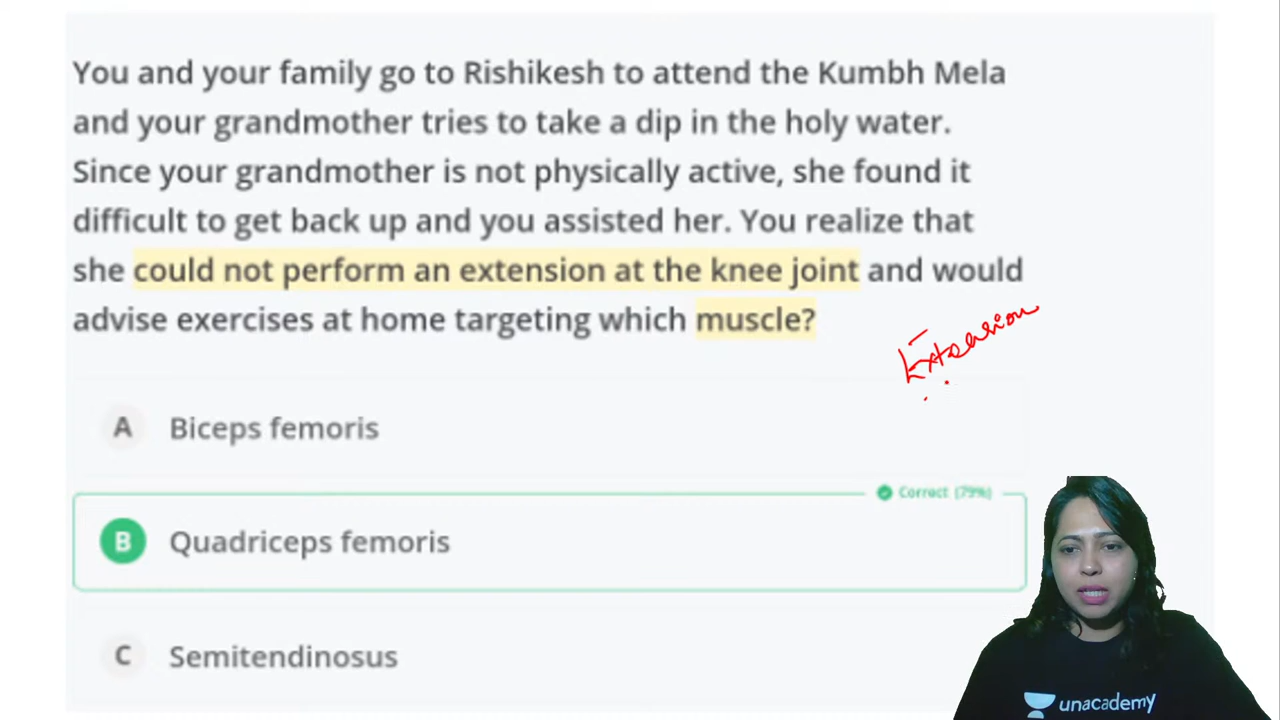 You and your family go to Rishikesh to attend the Kumbh Mela
and your grandmother tries to take a dip in the holy water.
Since your grandmother is not physically active, she found it
difficult to get back up and you assisted her. You realize that
she could not perform an extension at the knee joint and would
advise exercises at home targeting which muscle?
Extension
A Biceps femoris
Correct (79%)
B Quadriceps femoris
C Semitendinosus
unacademy